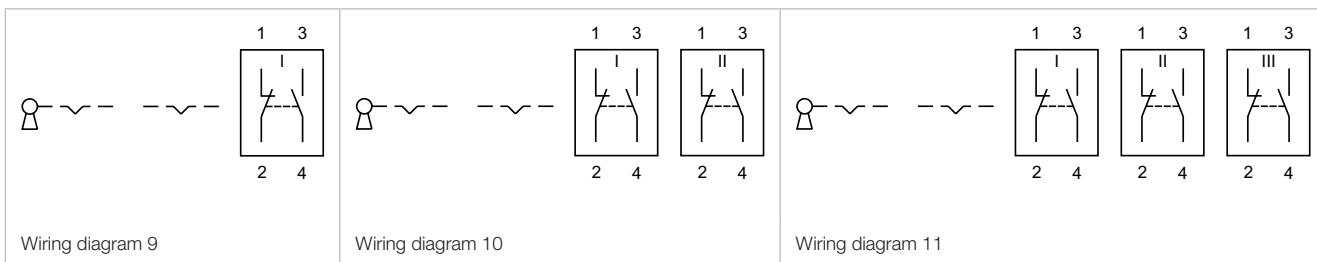 1 3
I
2 4
Wiring diagram 9
1 3 1 3
I II
2 4 2 4
Wiring diagram 10
1 3 1 3 1 3
I II III
2 4 2 4 2 4
Wiring diagram 11